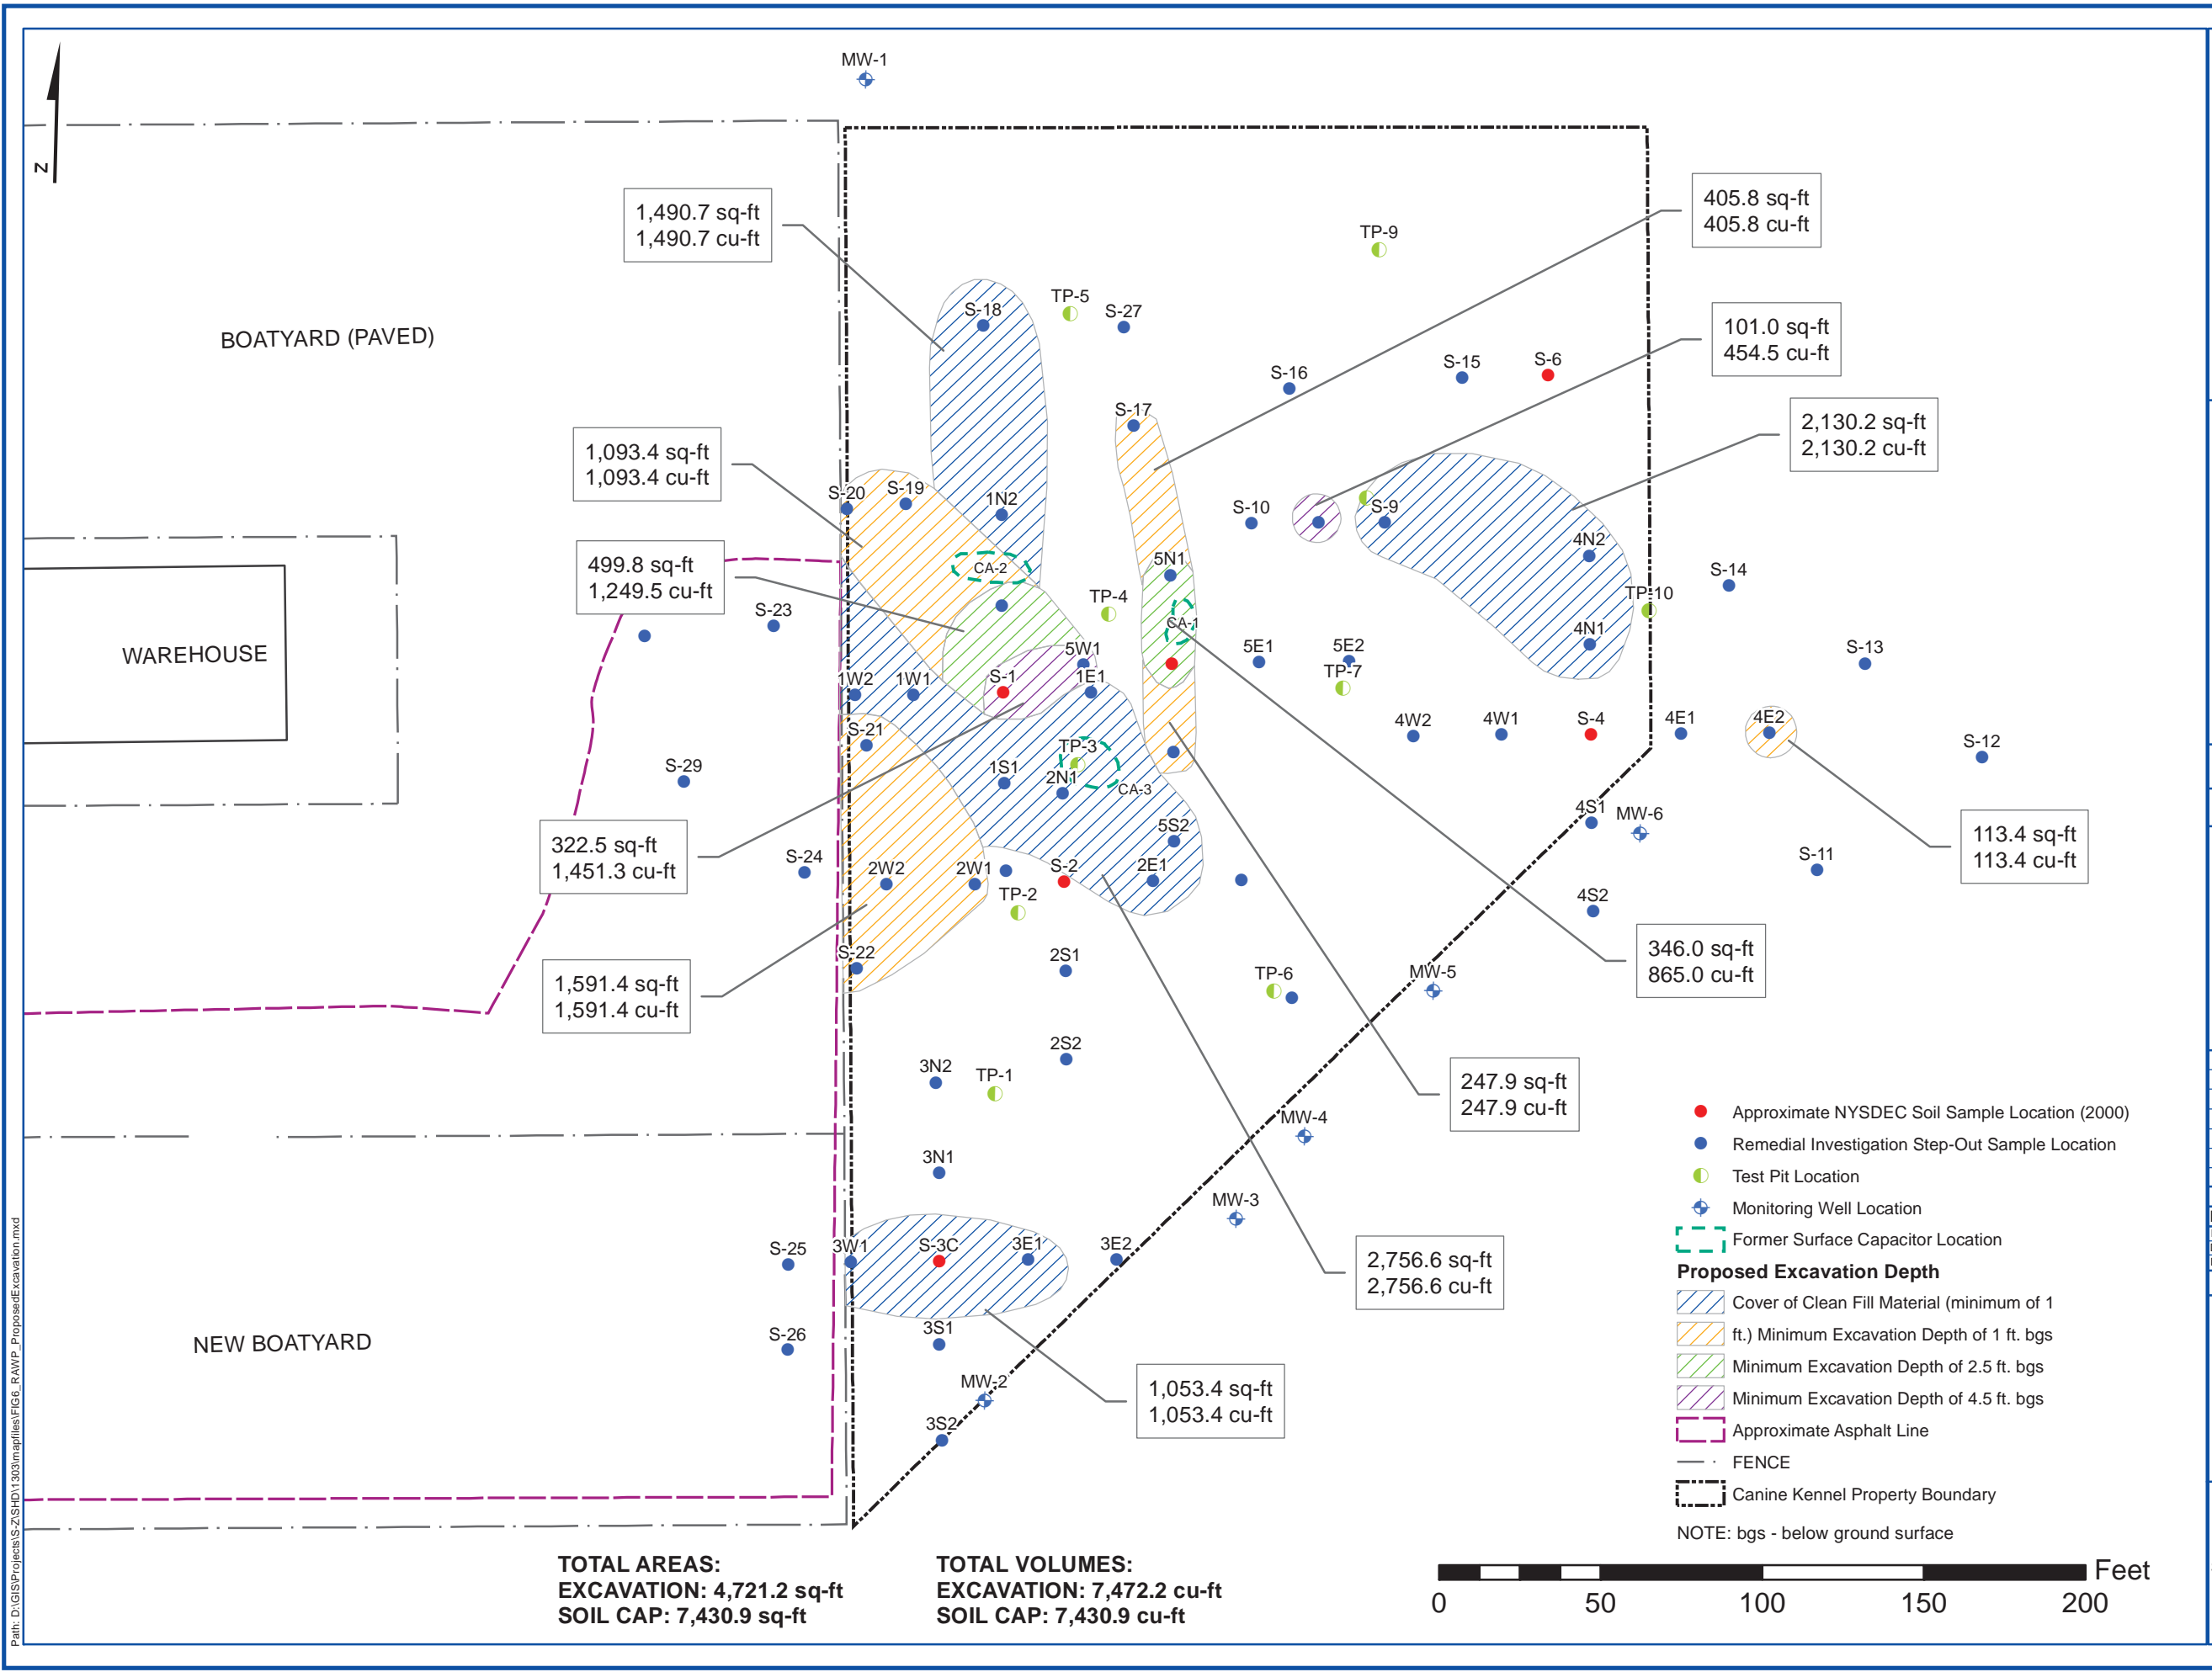 MW-1
N
1,490.7 sq-ft
1,490.7 cu-ft
405.8 sq-ft
405.8 cu-ft
TP-9
BOATYARD (PAVED)
S-18
TP-5
S-27
101.0 sq-ft
454.5 cu-ft
S-16
S-15
S-6
S-17
2,130.2 sq-ft
2,130.2 cu-ft
1,093.4 sq-ft
1,093.4 cu-ft
S-20
S-19
1N2
S-10
S-9
4N2
499.8 sq-ft
1,249.5 cu-ft
CA-2
5N1
S-14
TP-10
S-23
TP-4
CA-1
WAREHOUSE
5W1
5E1
5E2
4N1
S-13
TP-7
1W2
1W1
S-1
1E1
S-21
4W2
4W1
S-4
4E1
4E2
S-12
TP-3
S-29
1S1
2N1
CA-3
4S1
MW-6
5S2
322.5 sq-ft
1,451.3 cu-ft
113.4 sq-ft
113.4 cu-ft
S-24
2W2
2W1
S-2
2E1
S-11
TP-2
4S2
S-22
2S1
TP-6
MW-5
346.0 sq-ft
865.0 cu-ft
1,591.4 sq-ft
1,591.4 cu-ft
2S2
3N2
TP-1
247.9 sq-ft
247.9 cu-ft
MW-4
3N1
MW-3
S-25
3W1
S-3C
3E1
3E2
2,756.6 sq-ft
2,756.6 cu-ft
NEW BOATYARD
S-26
3S1
MW-2
1,053.4 sq-ft
1,053.4 cu-ft
3S2
Approximate NYSDEC Soil Sample Location (2000)
Remedial Investigation Step-Out Sample Location
Test Pit Location
Monitoring Well Location
Former Surface Capacitor Location
Proposed Excavation Depth
Cover of Clean Fill Material (minimum of 1
ft.) Minimum Excavation Depth of 1 ft. bgs
Minimum Excavation Depth of 2.5 ft. bgs
Minimum Excavation Depth of 4.5 ft. bgs
Approximate Asphalt Line
FENCE
Canine Kennel Property Boundary
NOTE: bgs - below ground surface
TOTAL AREAS:
EXCAVATION: 4,721.2 sq-ft
SOIL CAP: 7,430.9 sq-ft
TOTAL VOLUMES:
EXCAVATION: 7,472.2 cu-ft
SOIL CAP: 7,430.9 cu-ft
Feet
0 50 100 150 200
Path: D:\GIS\Projects\S-Z\SHD\1303\mapfiles\FIG6_RAWP_ProposedExcavation.mxd